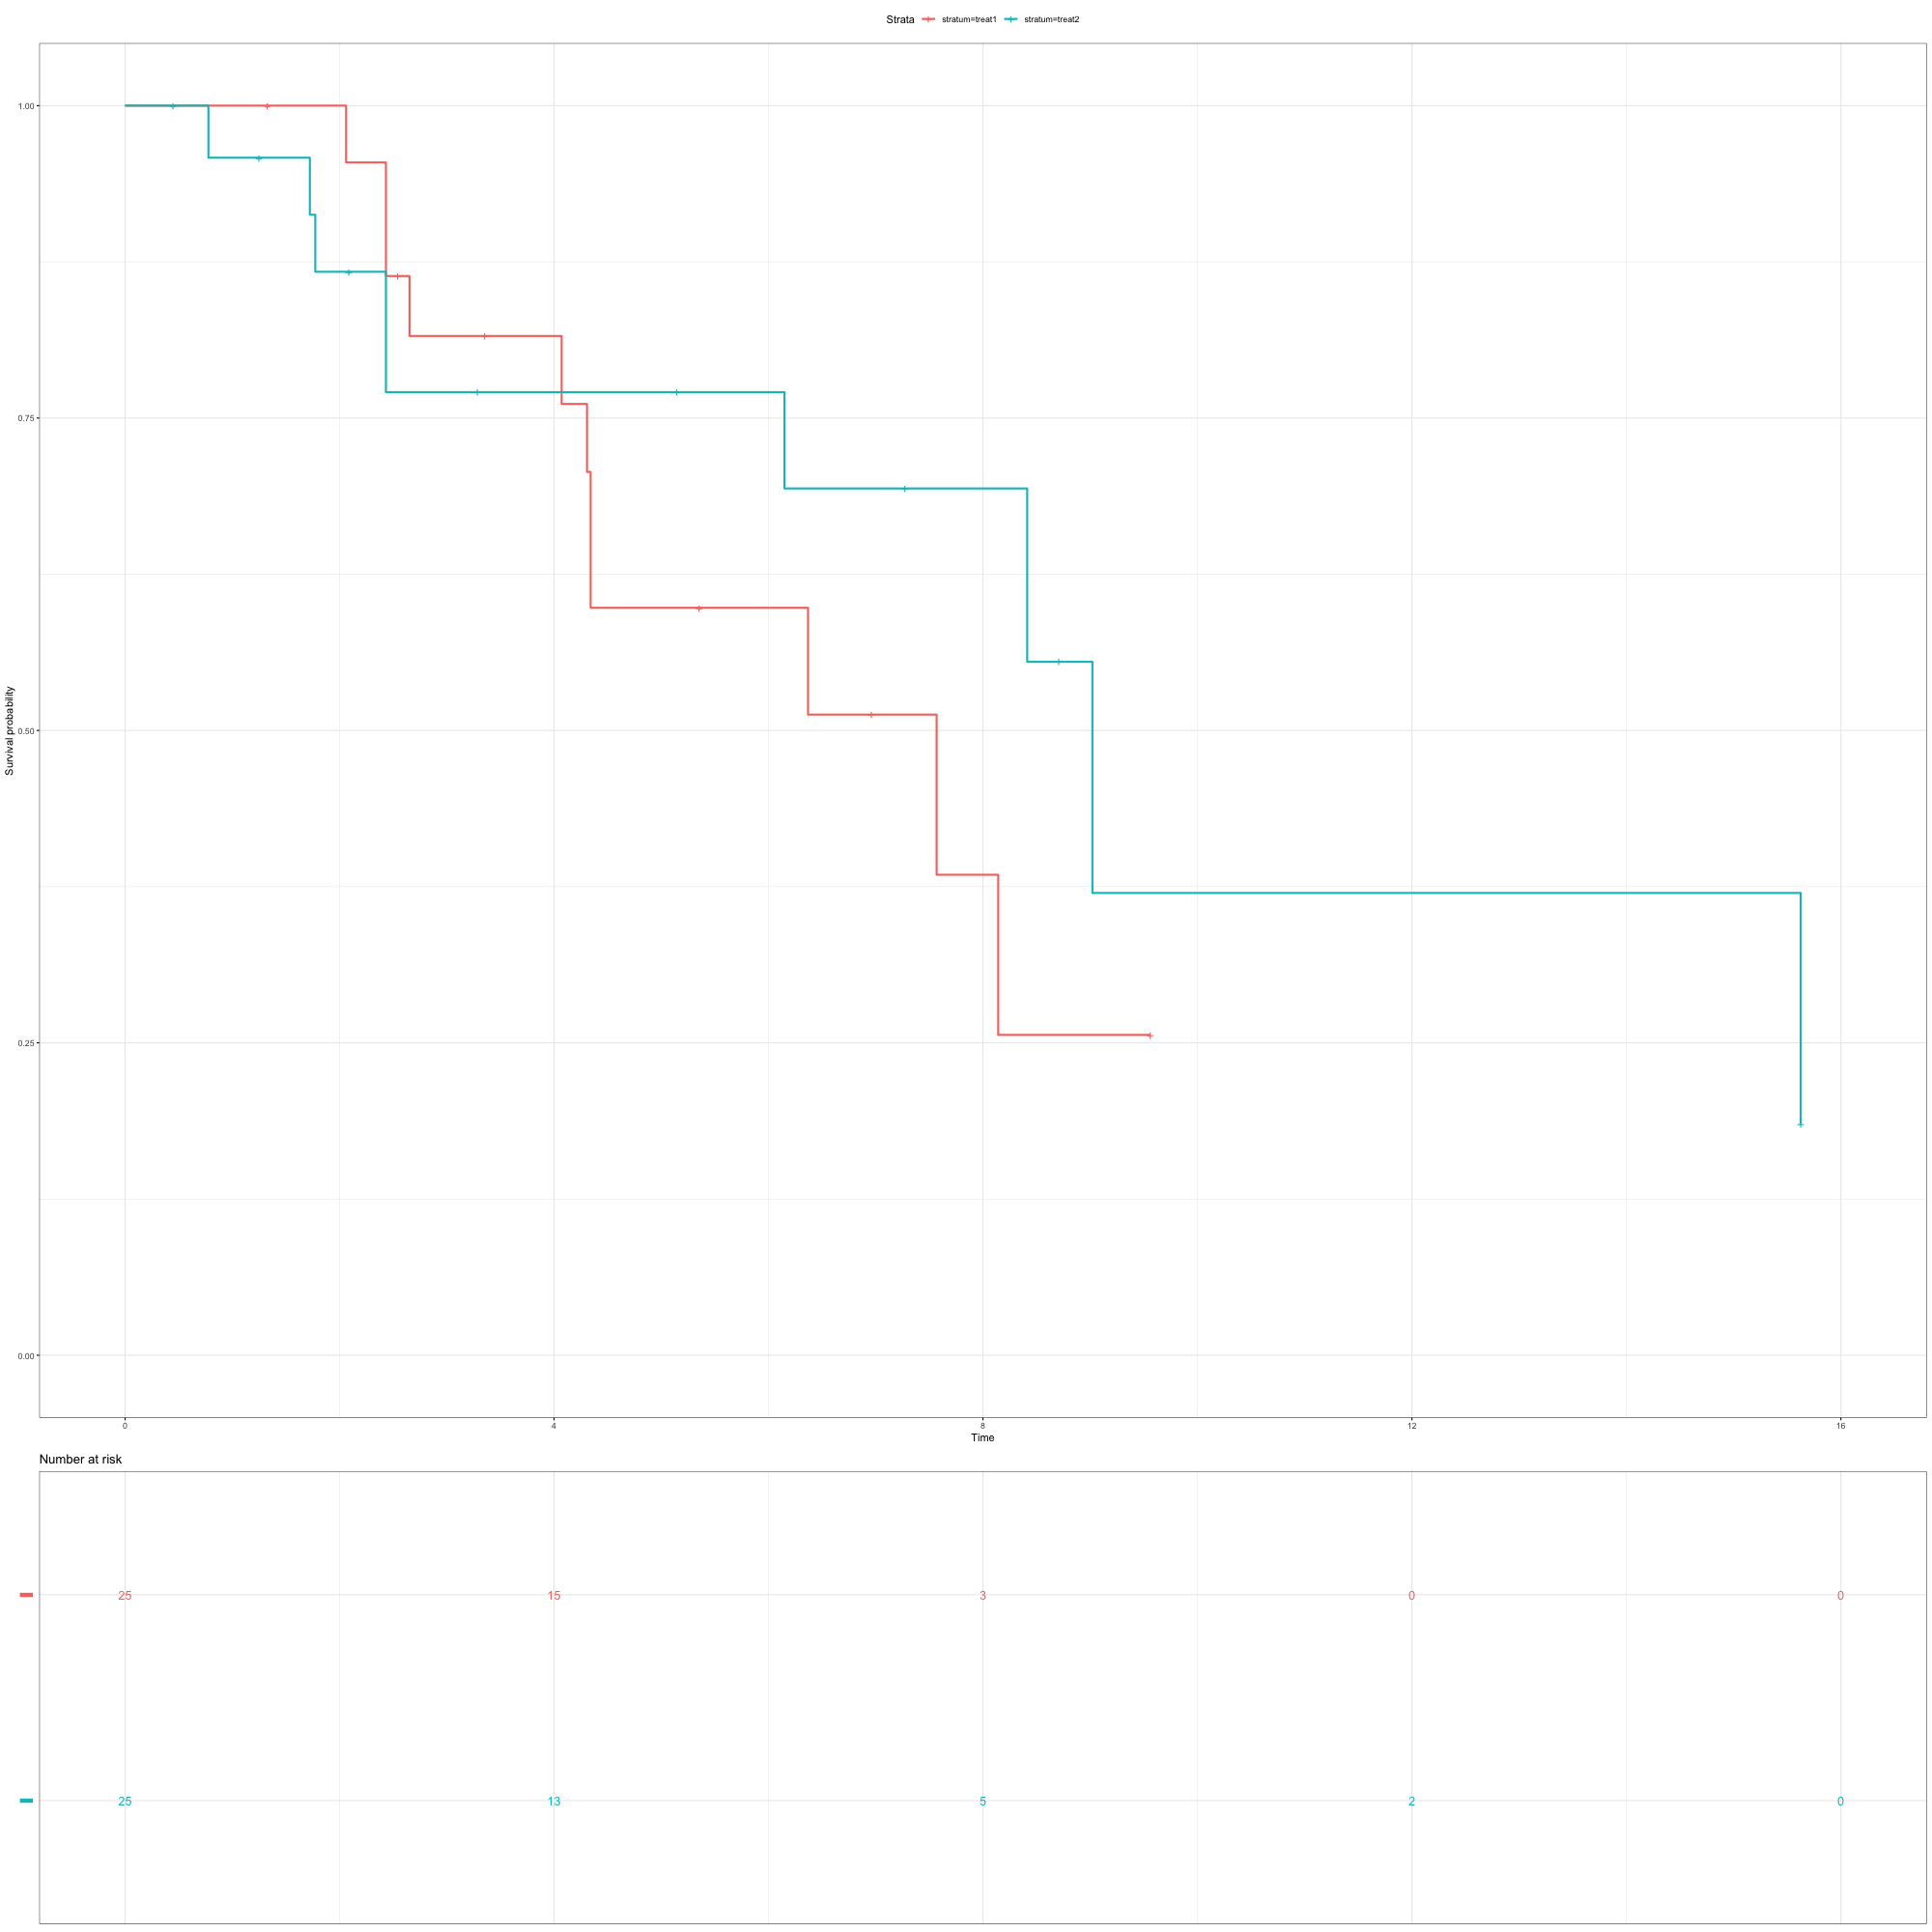 Strata stratum=treat1 stratum=treat2
1.00
0.75
0.50
0.25
0.00
Survival probability
0 4 8 12 16
Time
Number at risk
25 15 3 0 0
25 13 5 2 0